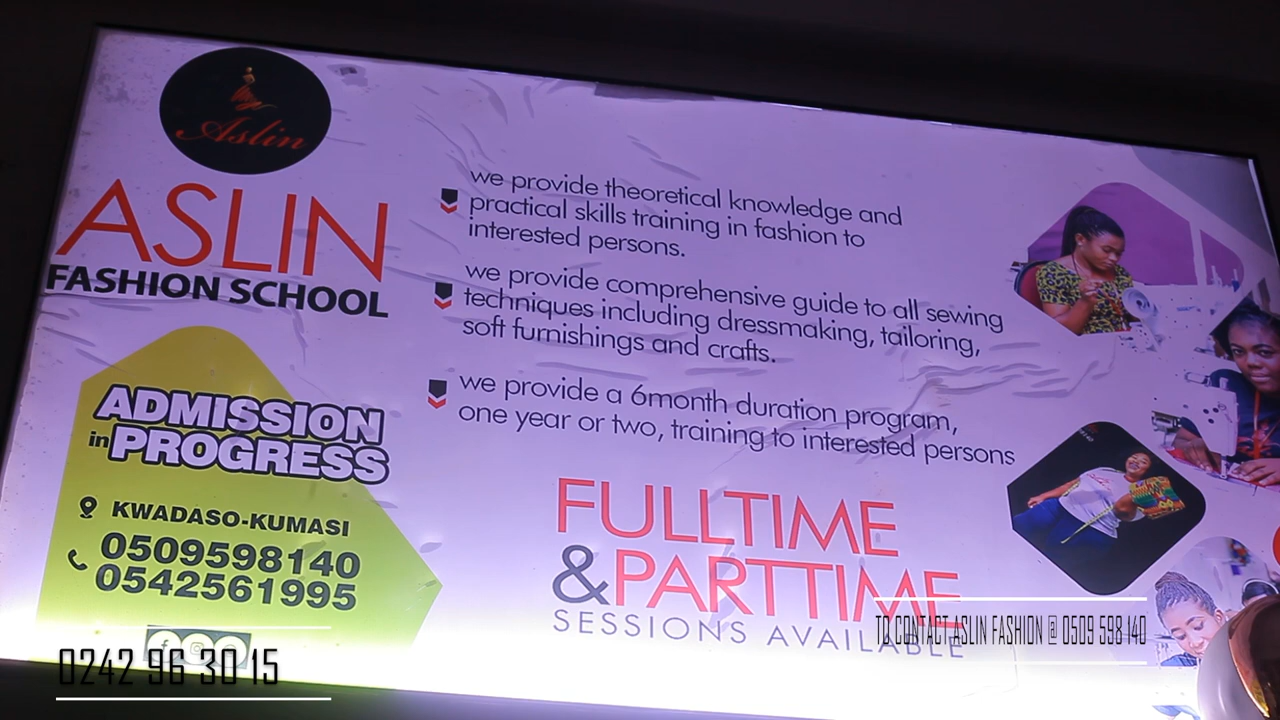 Aslin
ASLIN
FASHION SCHOOL
we provide theoretical knowledge and
practical skills training in fashion to
interested persons.
we provide comprehensive guide to all sewing
techniques including dressmaking, tailoring,
soft furnishings and crafts.
we provide a 6month duration program,
one year or two, training to interested persons
ADMISSION
in PROGRESS
KWADASO-KUMASI
0509598140
0542561995
FULLTIME
&PARTTIME
SESSIONS AVAILABLE
TO CONTACT ASLIN FASHION @ 0509 598 140
0242 96 30 15